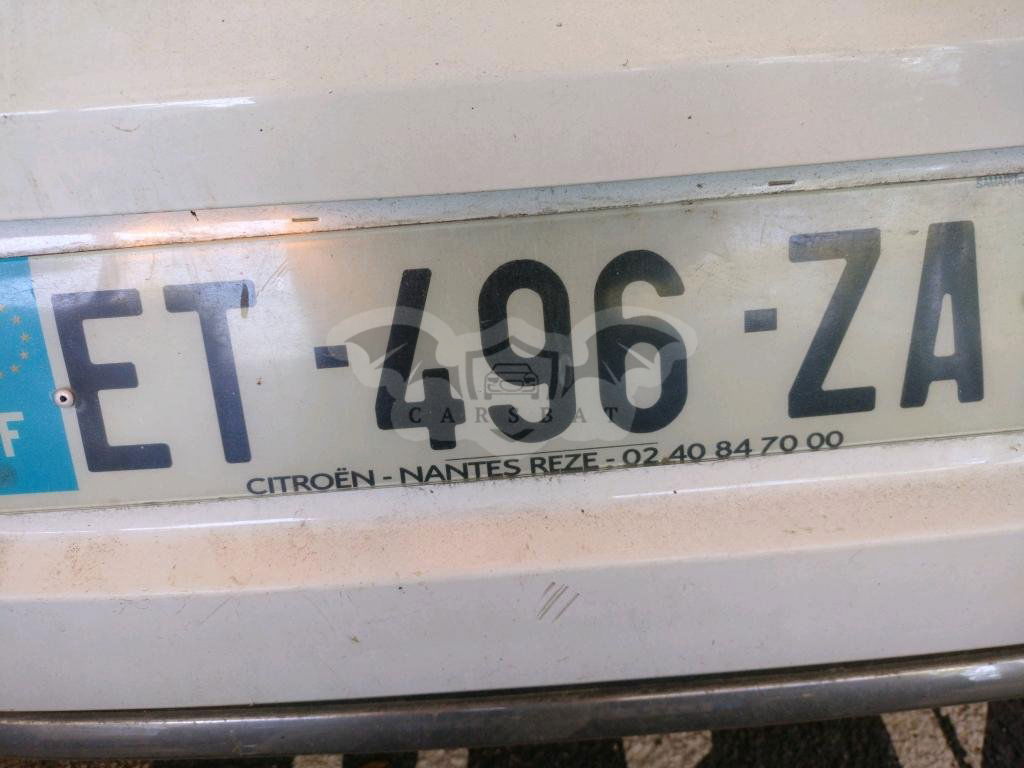 ET-496-ZA
F
CARSBAT
CITROËN - NANTES REZE - 02 40 84 70 00